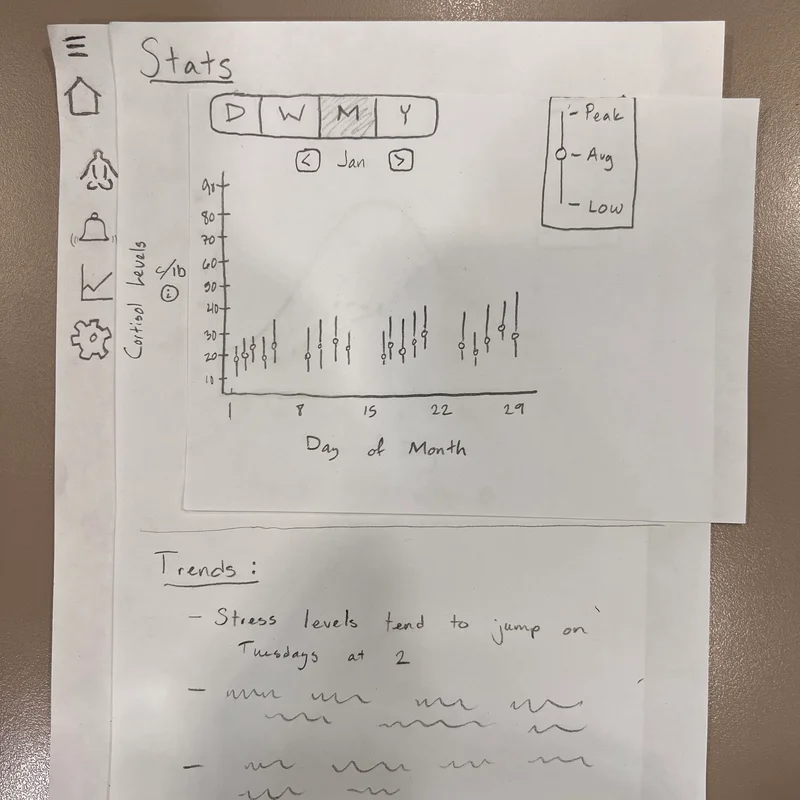 Stats
D W M Y
< Jan >
Peak
Avg
Low
90
80
70
60
50
40
30
20
10
Cortisol Levels
i
1 8 15 22 29
Day of Month
Trends:
- Stress levels tend to jump on
Tuesdays at 2